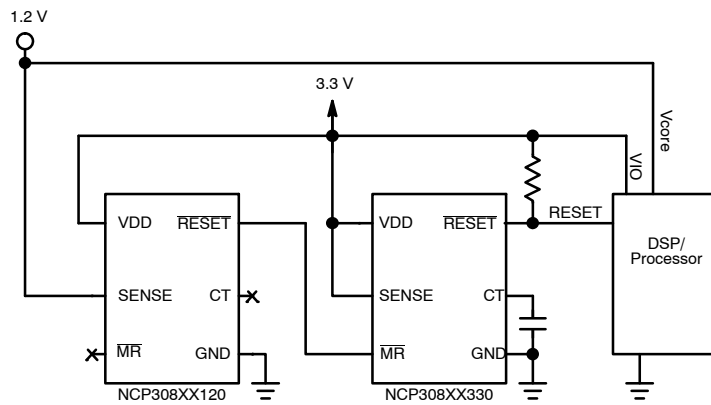 1.2 V
3.3 V
Vcore
VIO
VDD
RESET
SENSE
CT
MR
GND
NCP308XX120
VDD
RESET
SENSE
CT
MR
GND
NCP308XX330
RESET
DSP/
Processor